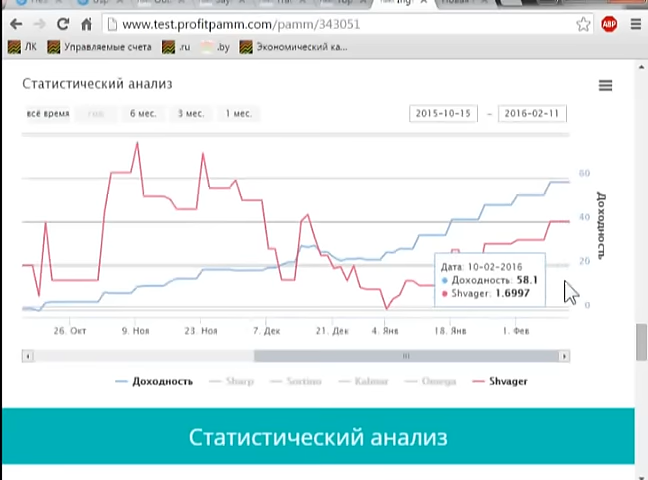 www.test.profitpamm.com/pamm/343051
ABP
ЛК Управляемые счета .ru .by Экономический ка...
Статистический анализ
всё время год 6 мес. 3 мес. 1 мес. 2015-10-15 – 2016-02-11
60
40
20
0
Доходность
Дата: 10-02-2016
Доходность: 58.1
Shvager: 1.6997
26. Окт 9. Ноя 23. Ноя 7. Дек 21. Дек 4. Янв 18. Янв 1. Фев
Доходность Sharp Sortino Kalmar Omega Shvager
Статистический анализ